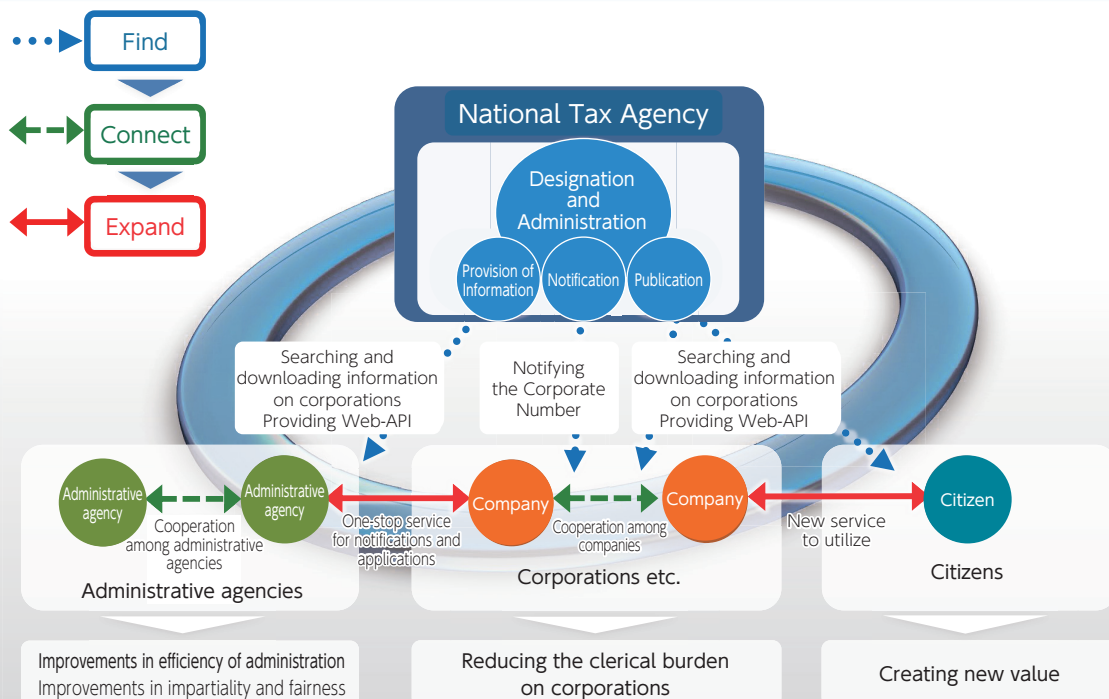 Find
Connect
Expand
National Tax Agency
Designation
and
Administration
Provision of
Information
Notification
Publication
Searching and
downloading information
on corporations
Providing Web-API
Notifying
the Corporate
Number
Searching and
downloading information
on corporations
Providing Web-API
Administrative
agency
Cooperation
among administrative
agencies
Administrative
agency
One-stop service
for notifications and
applications
Company
Cooperation among
companies
Company
New service
to utilize
Citizen
Administrative agencies
Corporations etc.
Citizens
Improvements in efficiency of administration
Improvements in impartiality and fairness
Reducing the clerical burden
on corporations
Creating new value